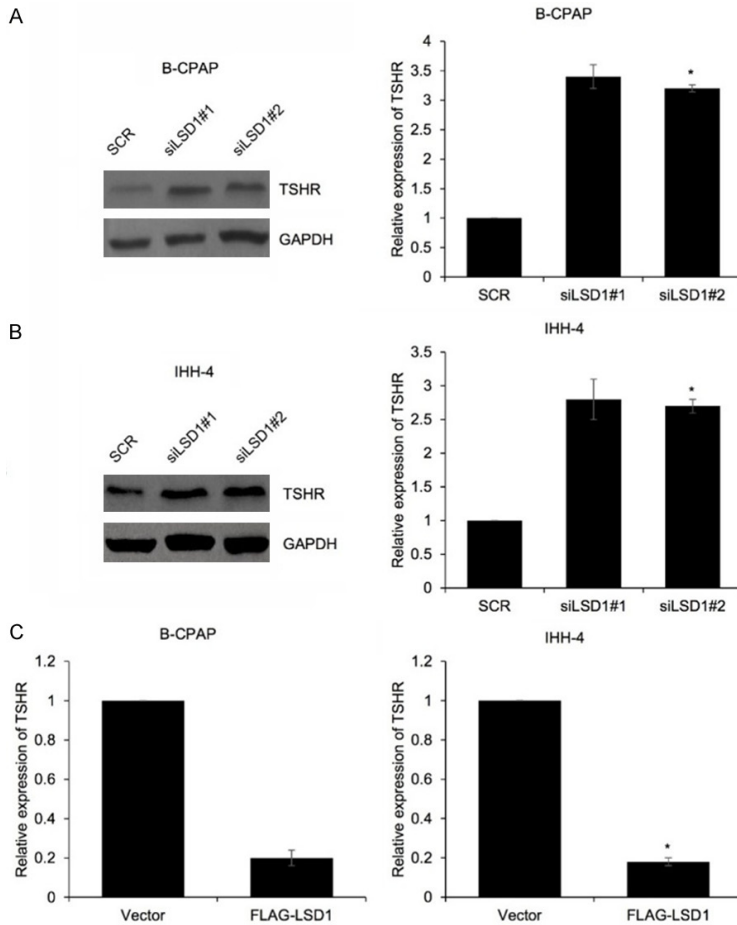 A
B-CPAP
SCR
siLSD1#1
siLSD1#2
TSHR
GAPDH
B-CPAP
Relative expression of TSHR
4
3.5
3
2.5
2
1.5
1
0.5
0
*
SCR
siLSD1#1
siLSD1#2
B
IHH-4
SCR
siLSD1#1
siLSD1#2
TSHR
GAPDH
IHH-4
Relative expression of TSHR
3.5
3
2.5
2
1.5
1
0.5
0
*
SCR
siLSD1#1
siLSD1#2
C
B-CPAP
Relative expression of TSHR
1.2
1
0.8
0.6
0.4
0.2
0
Vector
FLAG-LSD1
IHH-4
Relative expression of TSHR
1.2
1
0.8
0.6
0.4
0.2
0
*
Vector
FLAG-LSD1